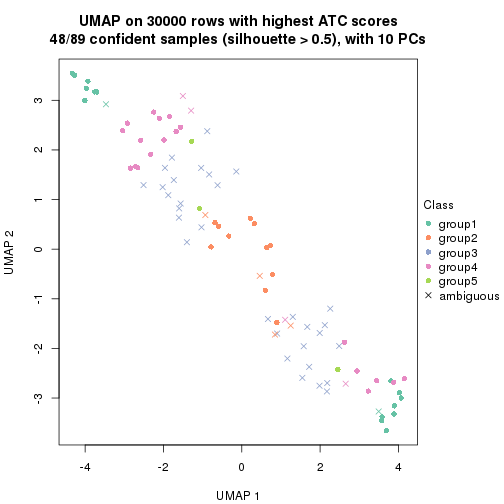 UMAP on 30000 rows with highest ATC scores
48/89 confident samples (silhouette > 0.5), with 10 PCs
3
2
1
0
-1
-2
-3
UMAP 2
-4
-2
0
2
4
UMAP 1
Class
group1
group2
group3
group4
group5
ambiguous